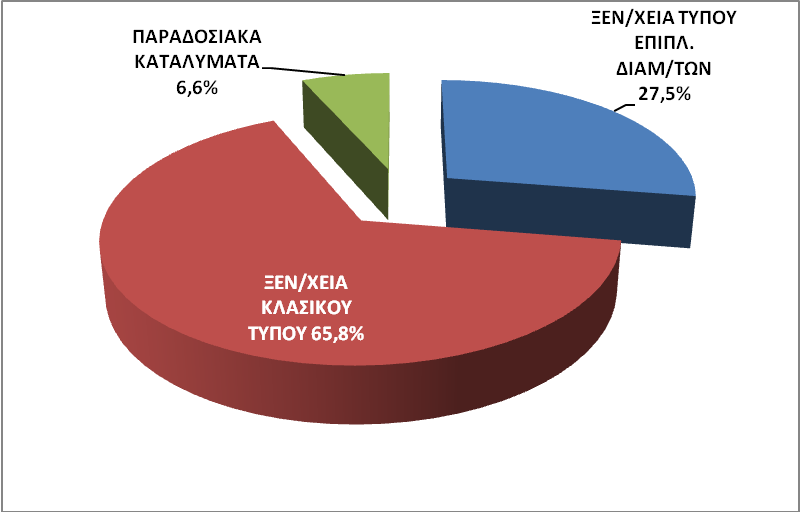 ΠΑΡΑΔΟΣΙΑΚΑ
ΚΑΤΑΛΥΜΑΤΑ
6,6%
ΞΕΝ/ΧΕΙΑ ΤΥΠΟΥ
ΕΠΙΠΛ.
ΔΙΑΜ/ΤΩΝ
27,5%
ΞΕΝ/ΧΕΙΑ
ΚΛΑΣΙΚΟΥ
ΤΥΠΟΥ 65,8%